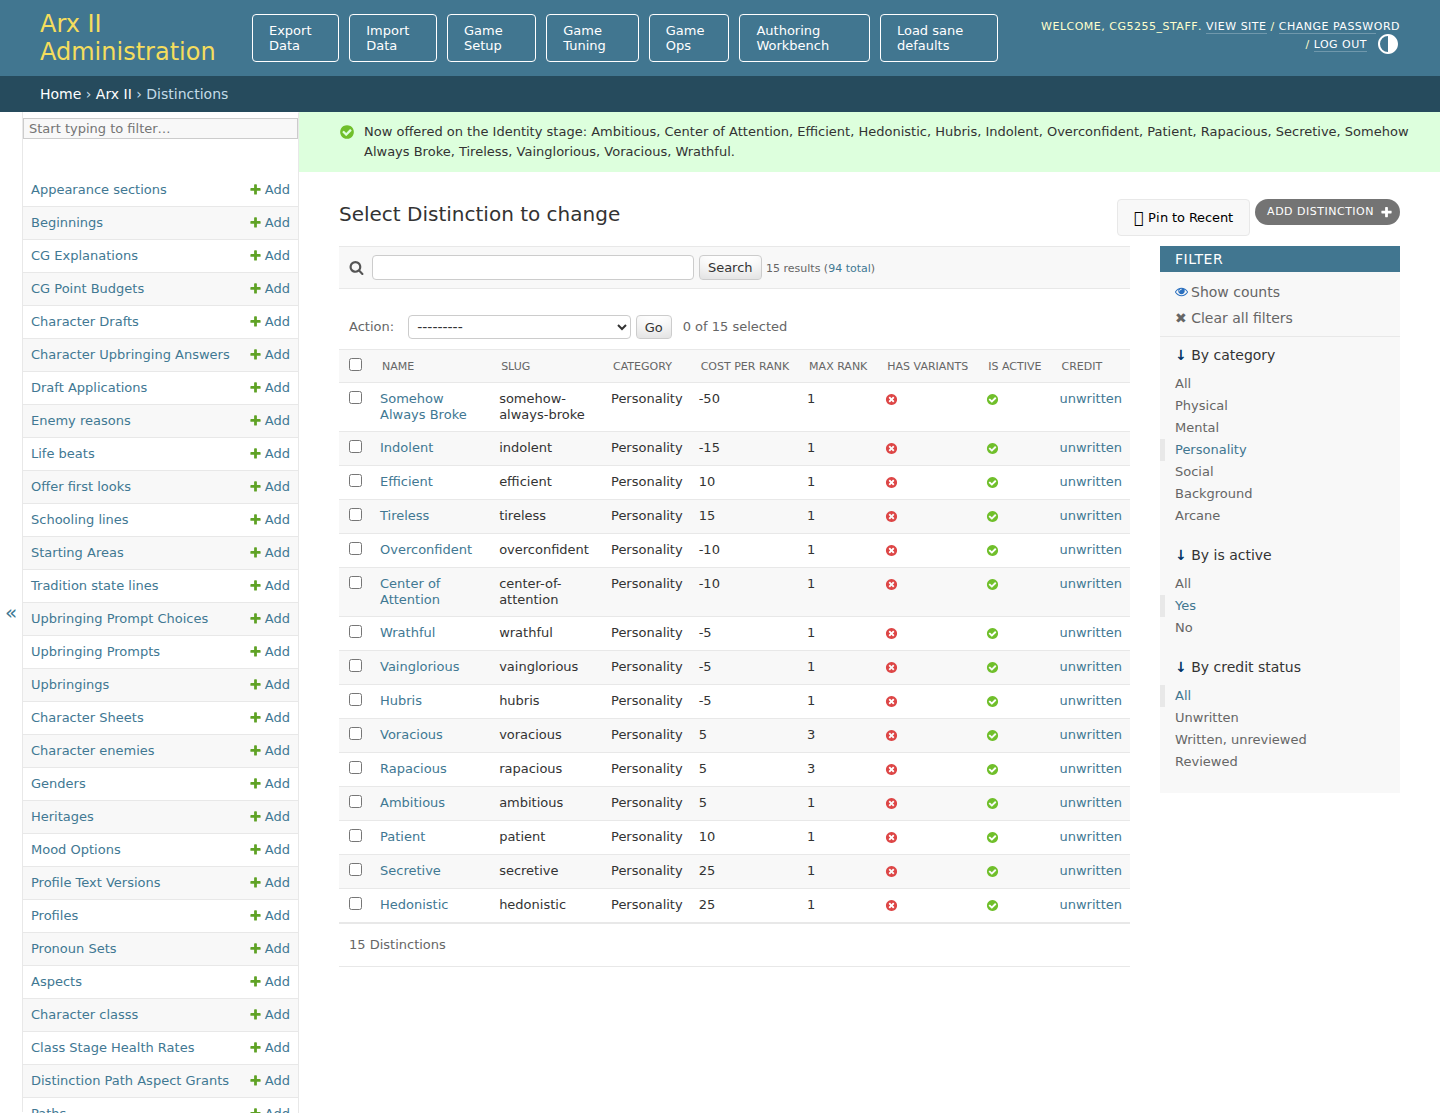 Arx II Administration
Export Data
Import Data
Game Setup
Game Tuning
Game Ops
Authoring Workbench
Load sane defaults
WELCOME, CG5255_STAFF. VIEW SITE / CHANGE PASSWORD
/ LOG OUT
Home › Arx II › Distinctions
Start typing to filter…
Appearance sections Add
Beginnings Add
CG Explanations Add
CG Point Budgets Add
Character Drafts Add
Character Upbringing Answers Add
Draft Applications Add
Enemy reasons Add
Life beats Add
Offer first looks Add
Schooling lines Add
Starting Areas Add
Tradition state lines Add
Upbringing Prompt Choices Add
Upbringing Prompts Add
Upbringings Add
Character Sheets Add
Character enemies Add
Genders Add
Heritages Add
Mood Options Add
Profile Text Versions Add
Profiles Add
Pronoun Sets Add
Aspects Add
Character classs Add
Class Stage Health Rates Add
Distinction Path Aspect Grants Add
Paths Add
«
Now offered on the Identity stage: Ambitious, Center of Attention, Efficient, Hedonistic, Hubris, Indolent, Overconfident, Patient, Rapacious, Secretive, Somehow
Always Broke, Tireless, Vainglorious, Voracious, Wrathful.
Select Distinction to change
Pin to Recent
ADD DISTINCTION
Search 15 results (94 total)
Action: --------- Go 0 of 15 selected
NAME SLUG CATEGORY COST PER RANK MAX RANK HAS VARIANTS IS ACTIVE CREDIT
Somehow Always Broke somehow-always-broke Personality -50 1 unwritten
Indolent indolent Personality -15 1 unwritten
Efficient efficient Personality 10 1 unwritten
Tireless tireless Personality 15 1 unwritten
Overconfident overconfident Personality -10 1 unwritten
Center of Attention center-of-attention Personality -10 1 unwritten
Wrathful wrathful Personality -5 1 unwritten
Vainglorious vainglorious Personality -5 1 unwritten
Hubris hubris Personality -5 1 unwritten
Voracious voracious Personality 5 3 unwritten
Rapacious rapacious Personality 5 3 unwritten
Ambitious ambitious Personality 5 1 unwritten
Patient patient Personality 10 1 unwritten
Secretive secretive Personality 25 1 unwritten
Hedonistic hedonistic Personality 25 1 unwritten
15 Distinctions
FILTER
Show counts
✖ Clear all filters
↓ By category
All
Physical
Mental
Personality
Social
Background
Arcane
↓ By is active
All
Yes
No
↓ By credit status
All
Unwritten
Written, unreviewed
Reviewed